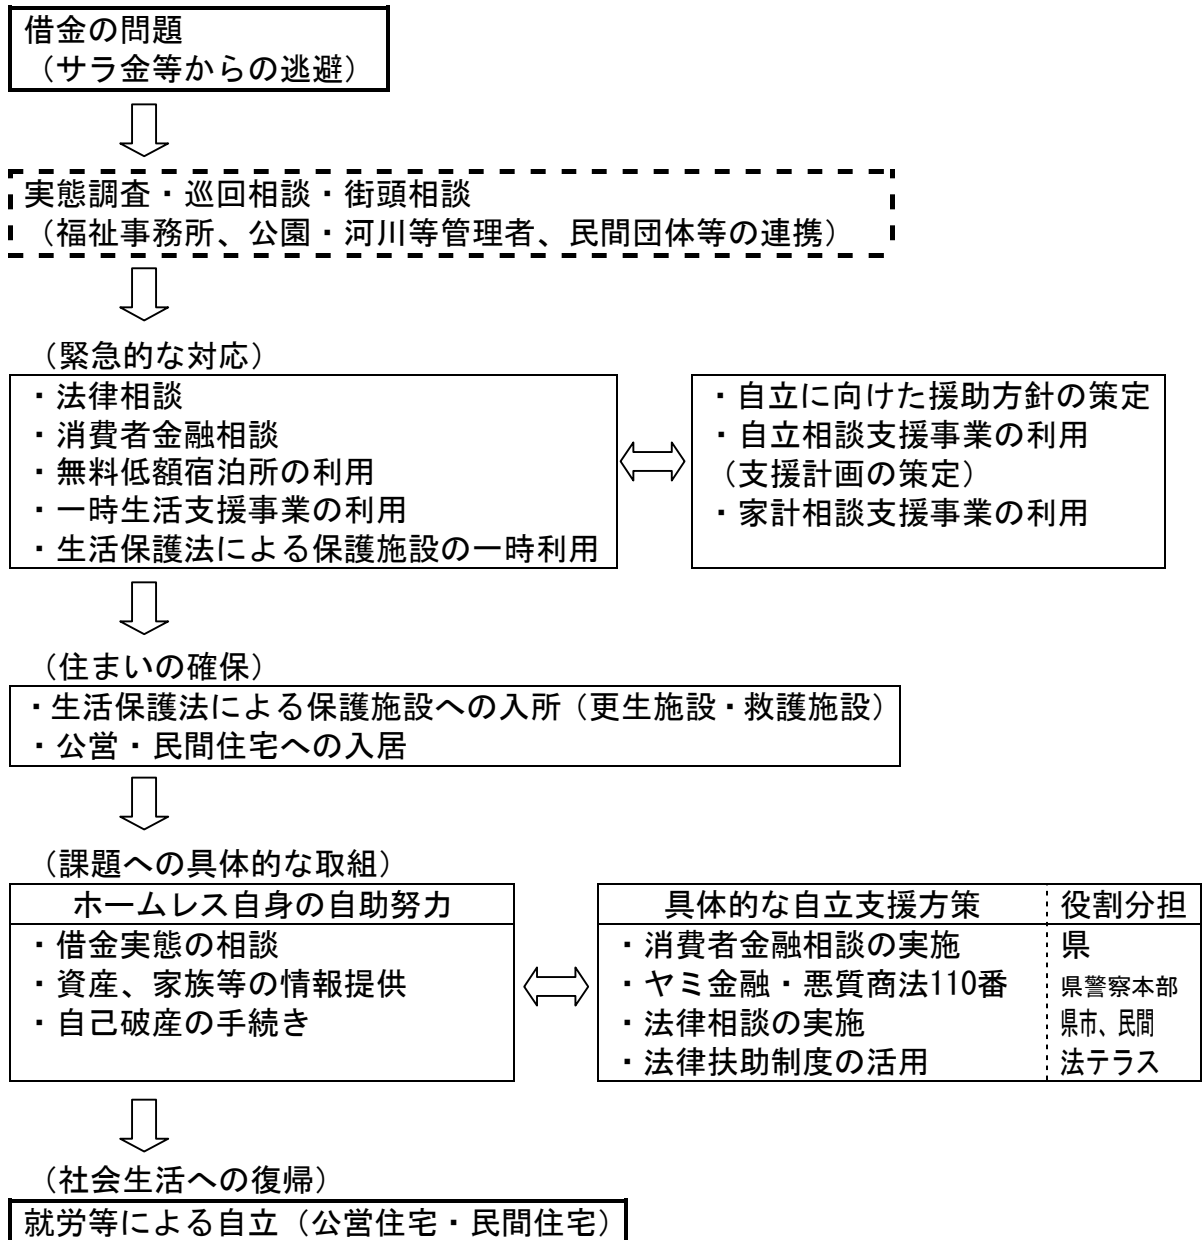 借金の問題
(サラ金等からの逃避)
実態調査・巡回相談・街頭相談
(福祉事務所、公園・河川等管理者、民間団体等の連携)
(緊急的な対応)
・法律相談
・消費者金融相談
・無料低額宿泊所の利用
・一時生活支援事業の利用
・生活保護法による保護施設の一時利用
・自立に向けた援助方針の策定
・自立相談支援事業の利用
(支援計画の策定)
・家計相談支援事業の利用
(住まいの確保)
・生活保護法による保護施設への入所(更生施設・救護施設)
・公営・民間住宅への入居
(課題への具体的な取組)
ホームレス自身の自助努力
・借金実態の相談
・資産、家族等の情報提供
・自己破産の手続き
具体的な自立支援方策 役割分担
・消費者金融相談の実施 県
・ヤミ金融・悪質商法110番 県警察本部
・法律相談の実施 県市、民間
・法律扶助制度の活用 法テラス
(社会生活への復帰)
就労等による自立(公営住宅・民間住宅)